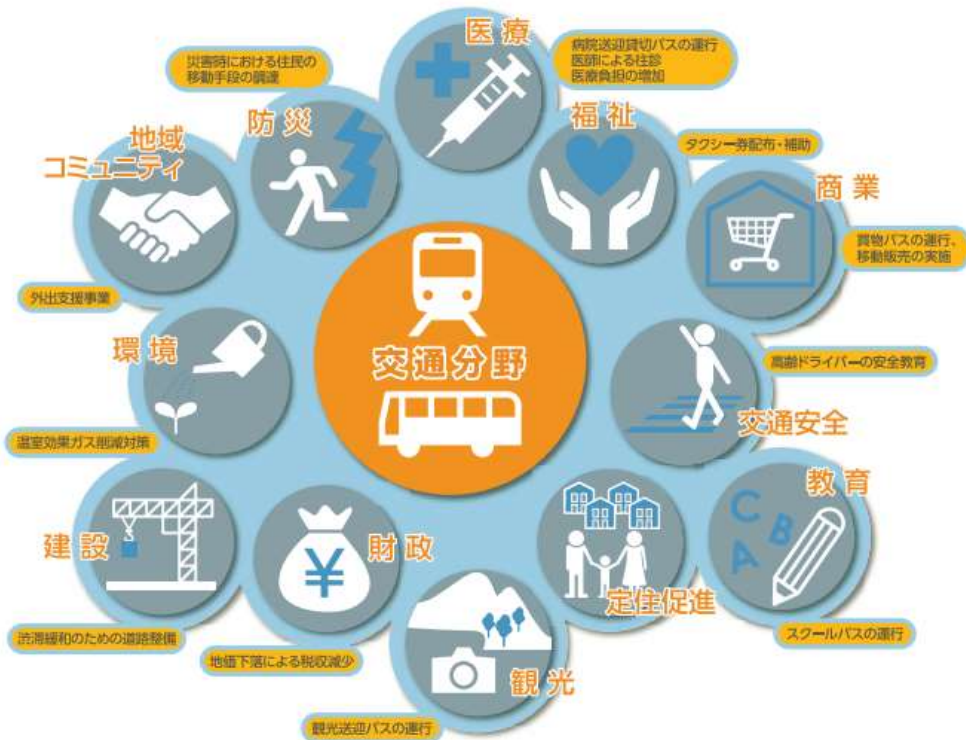 医療
病院送迎貸切バスの運行
医師による往診
医療負担の増加
災害時における住民の
移動手段の調達
防災
福祉
タクシー券配布・補助
地域
コミュニティ
商業
買物バスの運行、
移動販売の実施
外出支援事業
環境
交通分野
高齢ドライバーの安全教育
交通安全
温室効果ガス削減対策
教育
建設
¥
財政
C
B
A
定住促進
スクールバスの運行
渋滞緩和のための道路整備
地価下落による税収減少
観光
観光送迎バスの運行